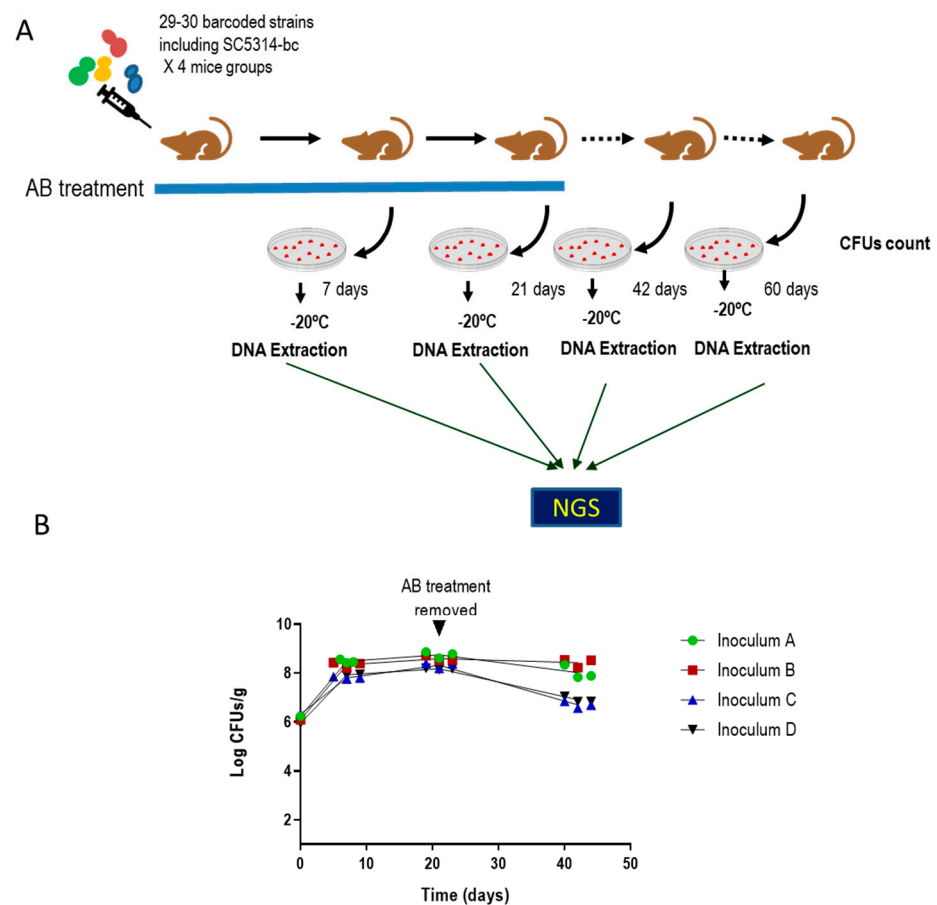 A
29-30 barcoded strains
including SC5314-bc
X 4 mice groups
AB treatment
CFUs count
7 days
21 days
42 days
60 days
-20ºC
-20ºC
-20ºC
-20ºC
DNA Extraction
DNA Extraction
DNA Extraction
DNA Extraction
NGS
B
AB treatment
removed
10
8
6
4
2
Log CFUs/g
0
10
20
30
40
50
Time (days)
Inoculum A
Inoculum B
Inoculum C
Inoculum D